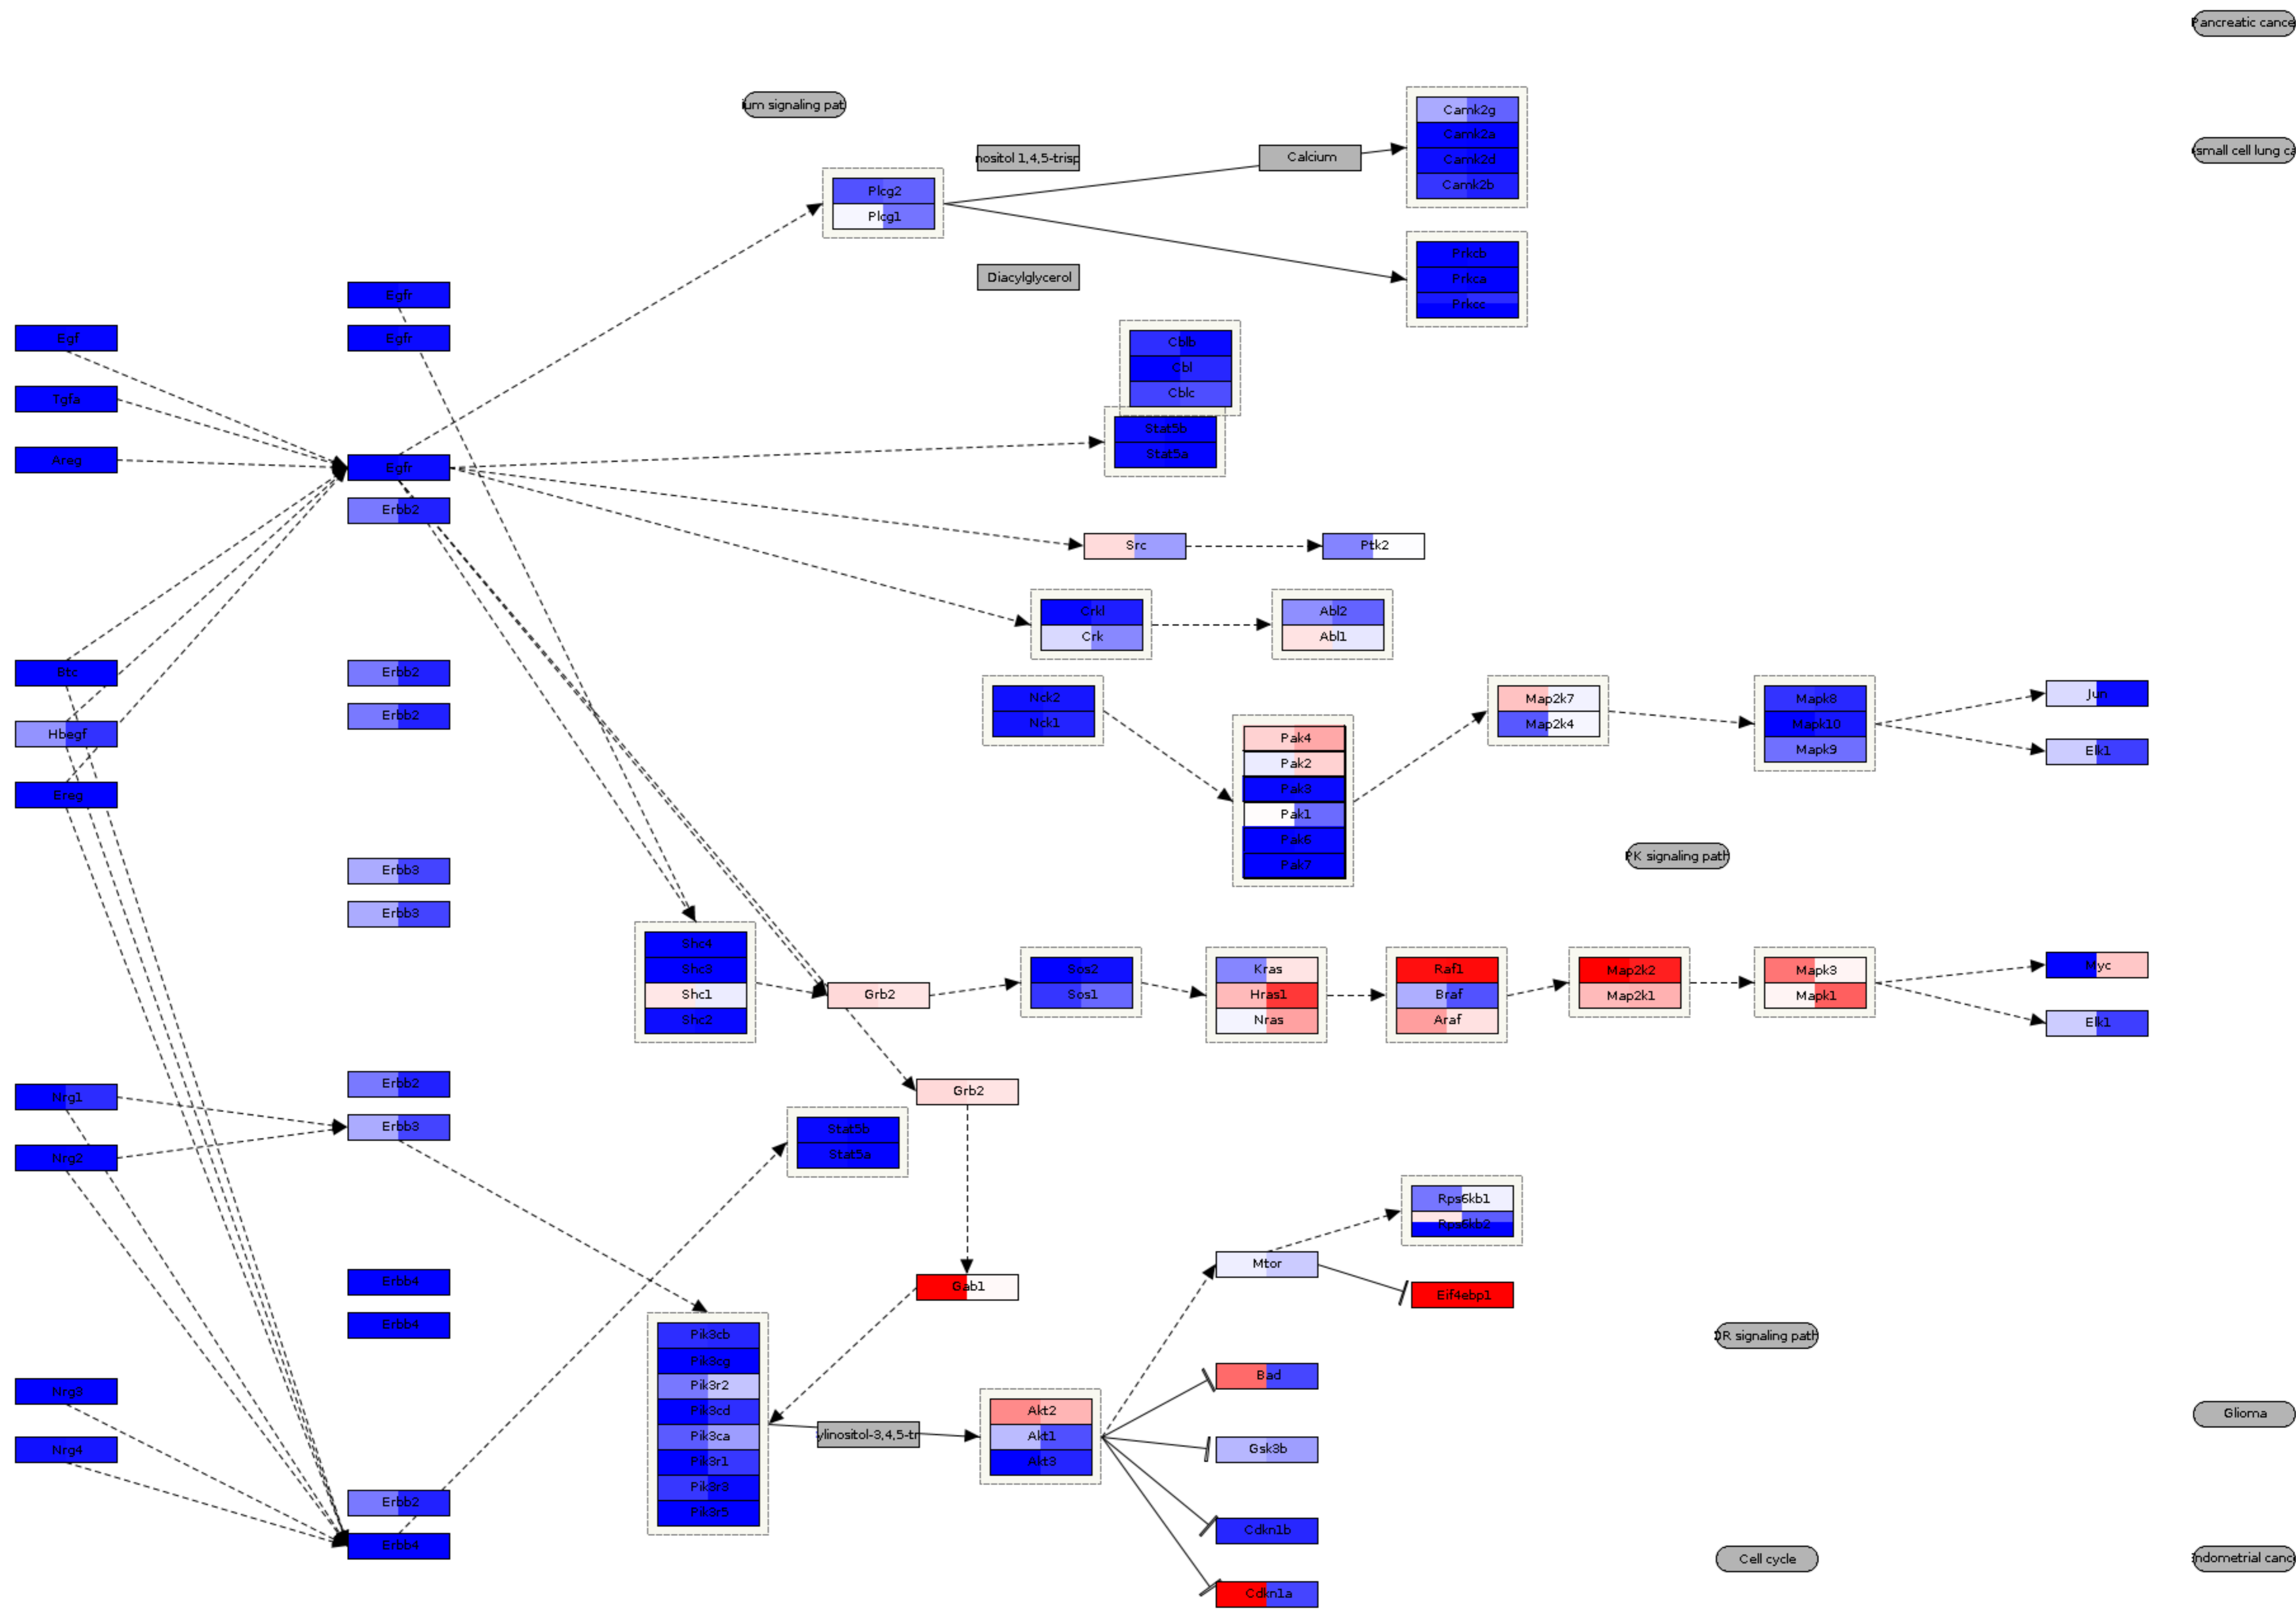 Pancreatic cance
ium signaling pat
Camk2g
Camk2a
Camk2d
Camk2b
nositol 1,4,5-trisp
Calcium
small cell lung ca
Plcg2
Plcg1
Prkcb
Prkca
Prkcc
Diacylglycerol
Egfr
Egf
Egfr
Cblb
Cbl
Cblc
Tgfa
Stat5b
Stat5a
Areg
Egfr
Erbb2
Src
Ptk2
Crkl
Crk
Abl2
Abl1
Btc
Erbb2
Nck2
Nck1
Map2k7
Map2k4
Mapk8
Mapk10
Mapk9
Jun
Hbegf
Erbb2
Pak4
Pak2
Pak3
Pak1
Pak6
Pak7
Elk1
Ereg
PK signaling path
Erbb3
Erbb3
Shc4
Shc3
Shc1
Shc2
Grb2
Sos2
Sos1
Kras
Hras1
Nras
Raf1
Braf
Araf
Map2k2
Map2k1
Mapk3
Mapk1
Myc
Elk1
Nrg1
Erbb2
Grb2
Erbb3
Stat5b
Stat5a
Nrg2
Rps6kb1
Rps6kb2
Mtor
Erbb4
Gab1
Eif4ebp1
Erbb4
Pik3cb
Pik3cg
Pik3r2
Pik3cd
Pik3ca
Pik3r1
Pik3r3
Pik3r5
OR signaling path
Bad
Nrg3
Akt2
Akt1
Akt3
Glioma
ylinositol-3,4,5-tr
Nrg4
Gsk3b
Erbb2
Erbb4
Cdkn1b
Cell cycle
Endometrial cance
Cdkn1a